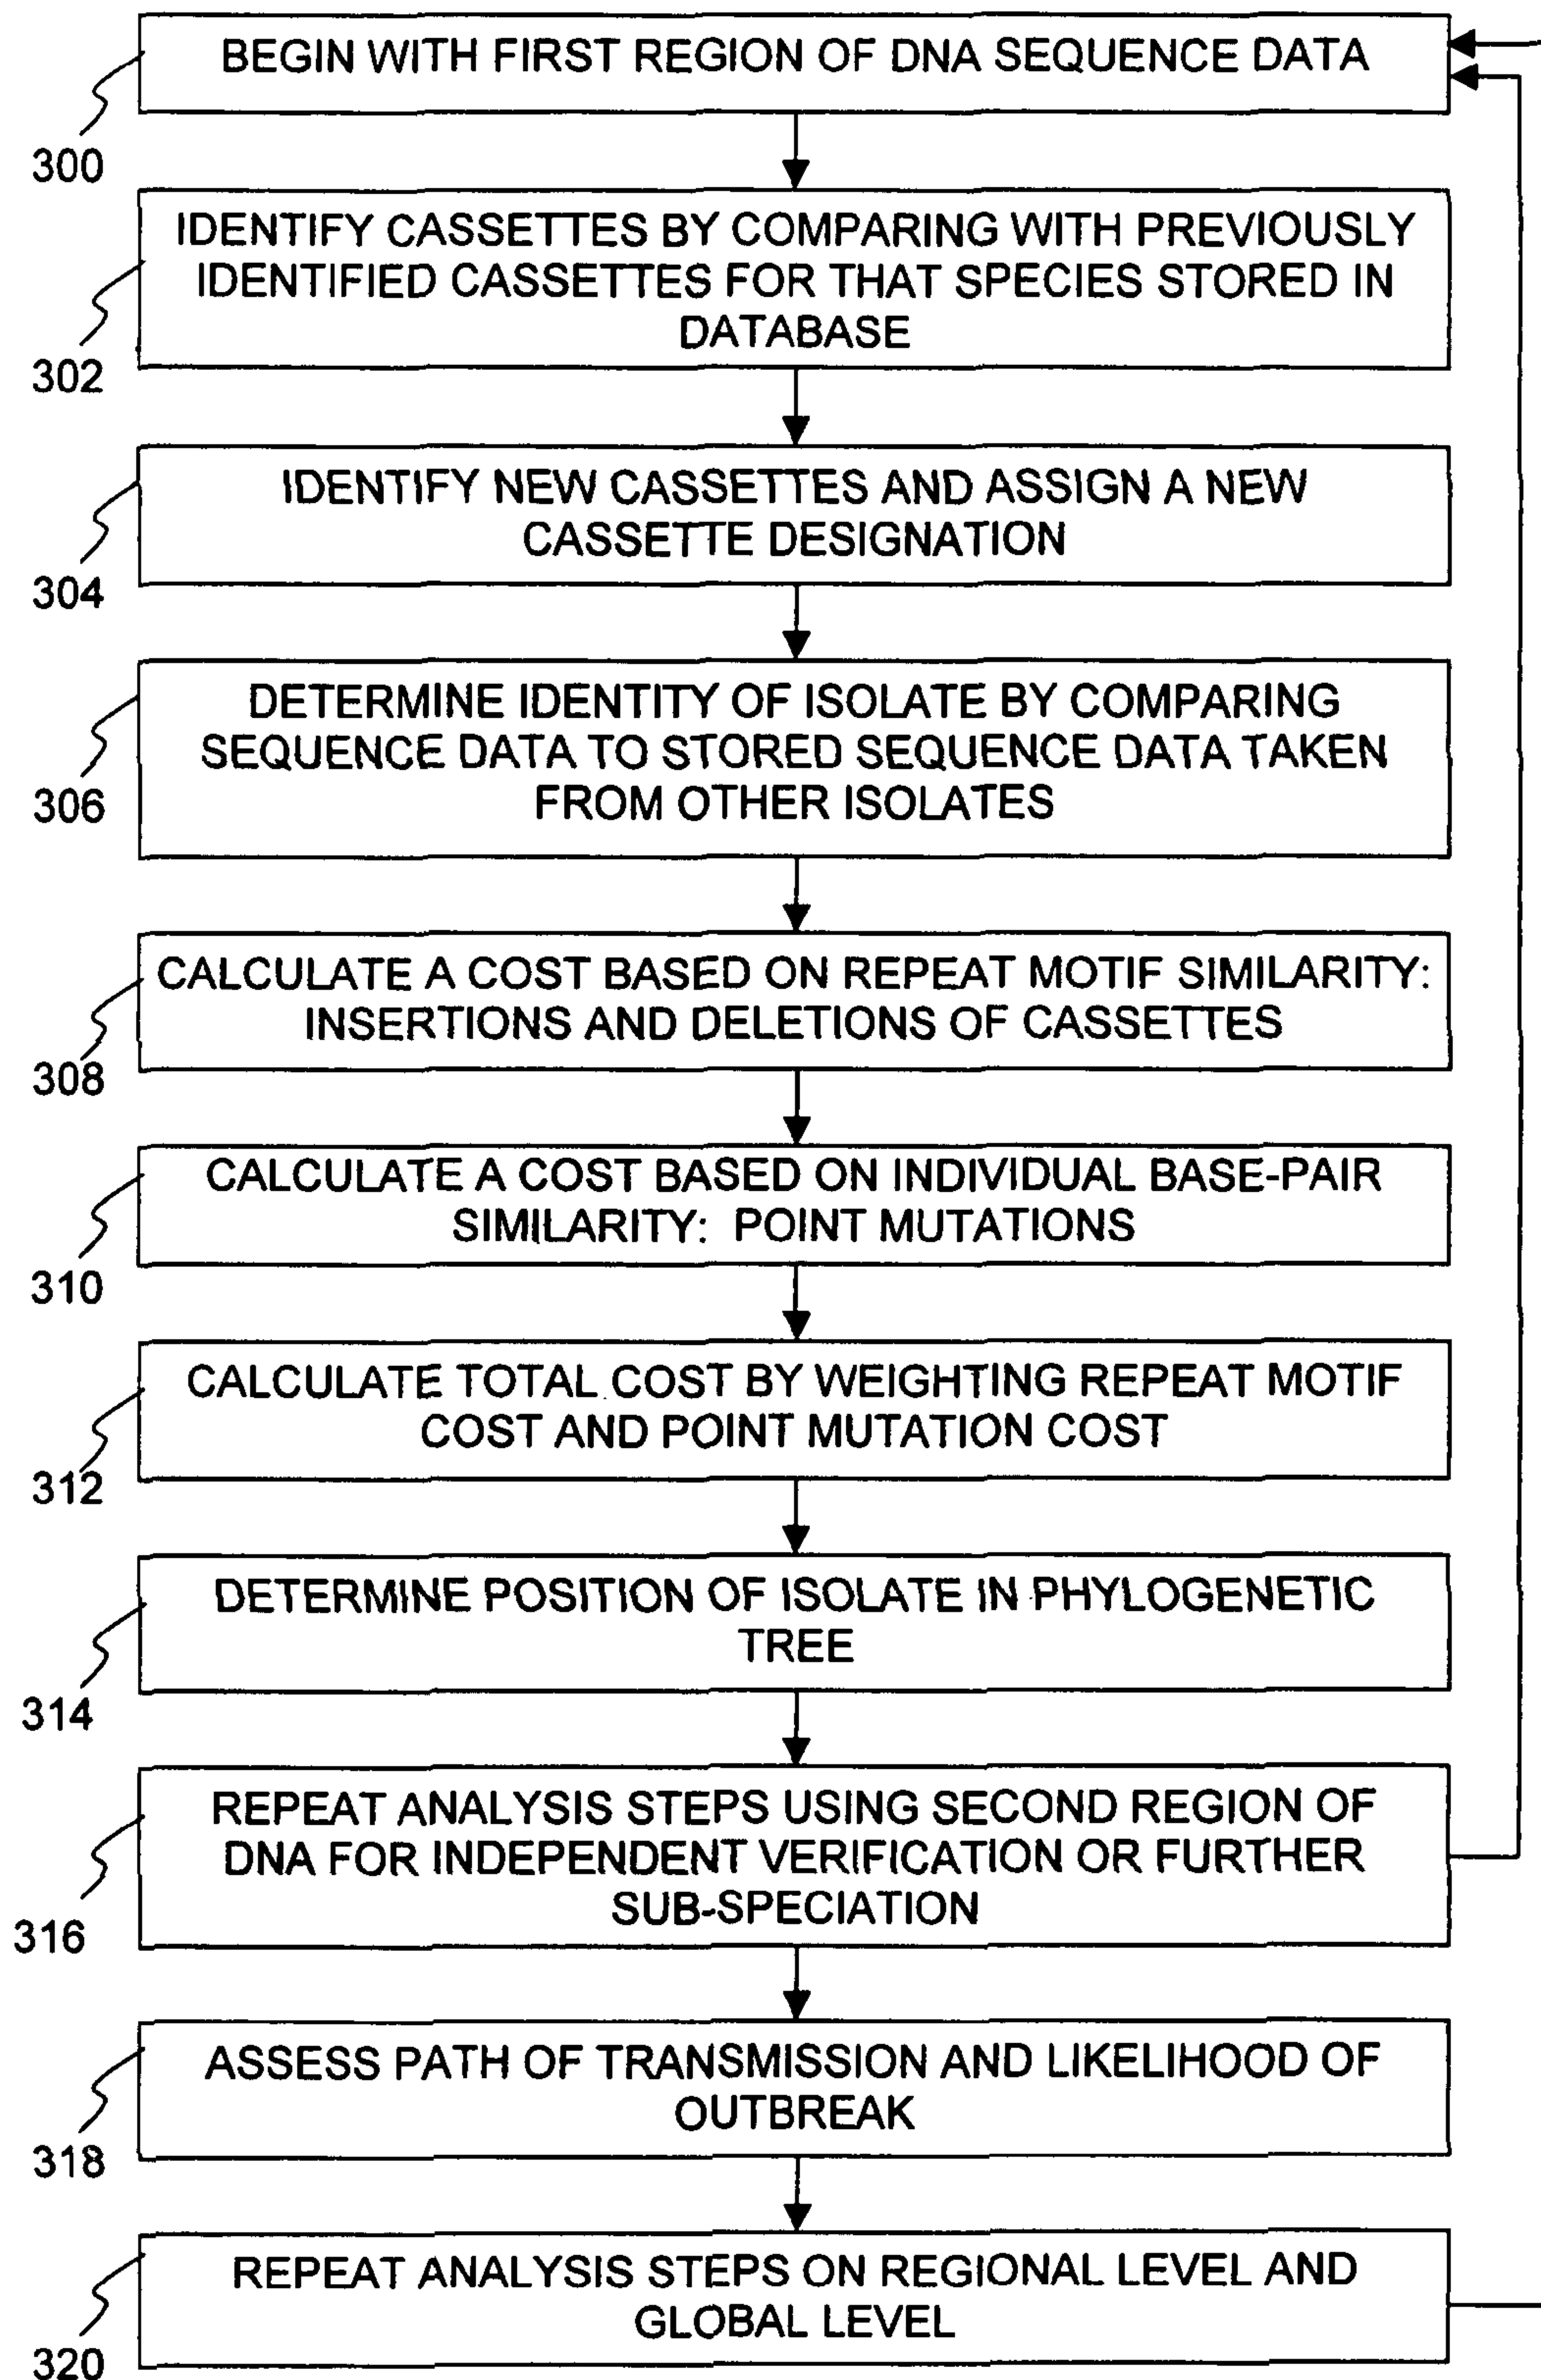 BEGIN WITH FIRST REGION OF DNA SEQUENCE DATA
300
IDENTIFY CASSETTES BY COMPARING WITH PREVIOUSLY
IDENTIFIED CASSETTES FOR THAT SPECIES STORED IN
DATABASE
302
IDENTIFY NEW CASSETTES AND ASSIGN A NEW
CASSETTE DESIGNATION
304
DETERMINE IDENTITY OF ISOLATE BY COMPARING
SEQUENCE DATA TO STORED SEQUENCE DATA TAKEN
FROM OTHER ISOLATES
306
CALCULATE A COST BASED ON REPEAT MOTIF SIMILARITY:
INSERTIONS AND DELETIONS OF CASSETTES
308
CALCULATE A COST BASED ON INDIVIDUAL BASE-PAIR
SIMILARITY: POINT MUTATIONS
310
CALCULATE TOTAL COST BY WEIGHTING REPEAT MOTIF
COST AND POINT MUTATION COST
312
DETERMINE POSITION OF ISOLATE IN PHYLOGENETIC
TREE
314
REPEAT ANALYSIS STEPS USING SECOND REGION OF
DNA FOR INDEPENDENT VERIFICATION OR FURTHER
SUB-SPECIATION
316
ASSESS PATH OF TRANSMISSION AND LIKELIHOOD OF
OUTBREAK
318
REPEAT ANALYSIS STEPS ON REGIONAL LEVEL AND
GLOBAL LEVEL
320